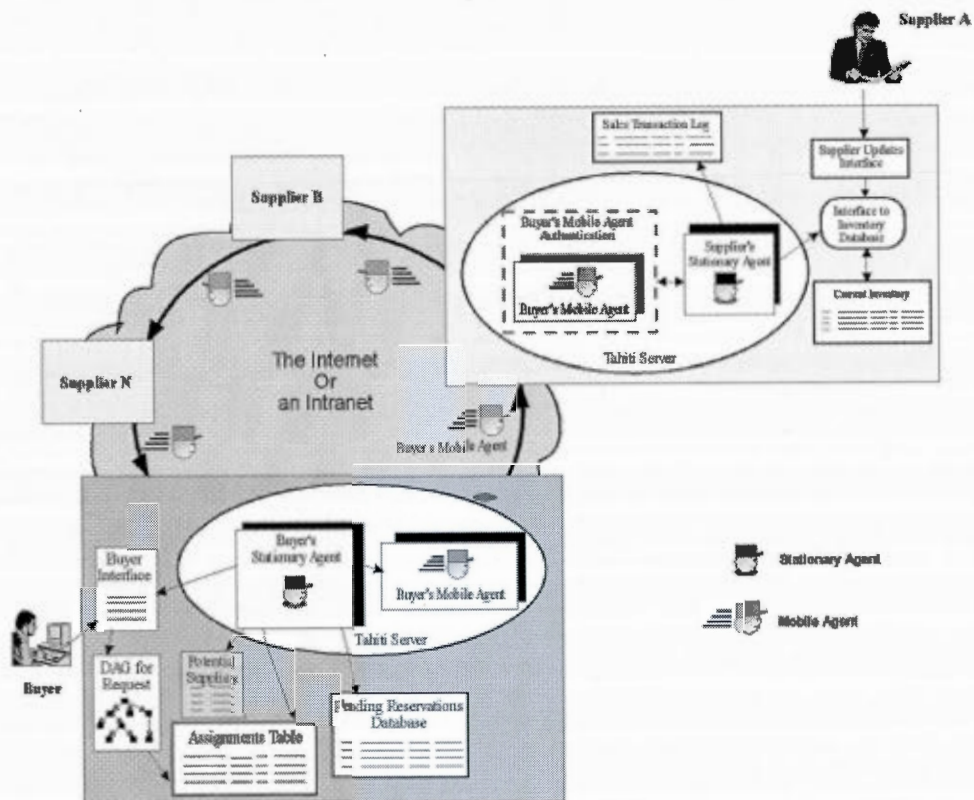 Supplier A
Sales Transaction Log
Supplier Updates
Interface
Supplier B
Buyer's Mobile Agent
Authentication
Buyer's Mobile Agent
Supplier's
Stationary Agent
Interface to
Inventory
Database
Current Inventory
Tahiti Server
Supplier N
The Internet
Or
an Intranet
Buyer's Mobile Agent
Buyer's
Stationary Agent
Buyer's Mobile Agent
Tahiti Server
Buyer
Interface
Buyer
DAG for
Request
Potential
Suppliers
Assignments Table
Pending Reservations
Database
Stationary Agent
Mobile Agent